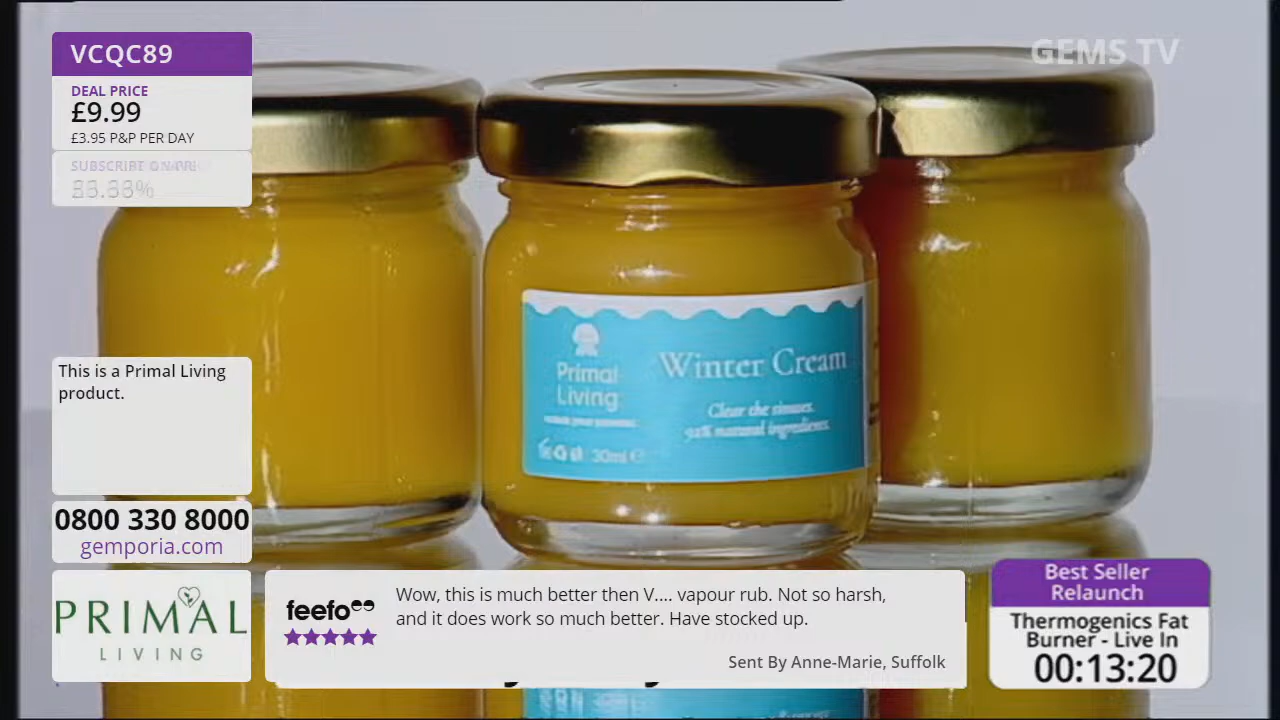 VCQC89
DEAL PRICE
£9.99
£3.95 P&P PER DAY
GEMS TV
Winter Cream
Primal
Living
Clear the sinuses.
92% natural ingredients.
30ml
This is a Primal Living
product.
0800 330 8000
gemporia.com
PRIMAL
LIVING
feefo
Wow, this is much better then V.... vapour rub. Not so harsh,
and it does work so much better. Have stocked up.
Sent By Anne-Marie, Suffolk
Best Seller
Relaunch
Thermogenics Fat
Burner - Live In
00:13:20